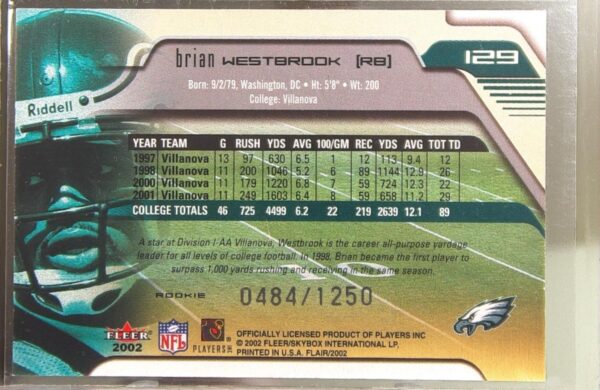 brian WESTBROOK [RB]
129
Born: 9/2/79, Washington, DC • Ht: 5'8" • Wt: 200
College: Villanova
Riddell
YEAR TEAM G RUSH YDS AVG 100/GM REC YDS AVG TOT TD
1997 Villanova 13 97 630 6.5 1 12 113 9.4 12
1998 Villanova 11 200 1046 5.2 6 89 1144 12.9 26
2000 Villanova 11 179 1220 6.8 7 59 724 12.3 22
2001 Villanova 11 249 1603 6.4 8 59 658 11.2 29
COLLEGE TOTALS 46 725 4499 6.2 22 219 2639 12.1 89
A star at Division I-AA Villanova, Westbrook is the career all-purpose yardage
leader for all levels of college football. In 1998, Brian became the first player to
surpass 1,000 yards rushing and receiving in the same season.
ROOKIE 0484/1250
FLEER
2002
NFL
PLAYERS INC
OFFICIALLY LICENSED PRODUCT OF PLAYERS INC
© 2002 FLEER/SKYBOX INTERNATIONAL LP.
PRINTED IN U.S.A. FLAIR/2002